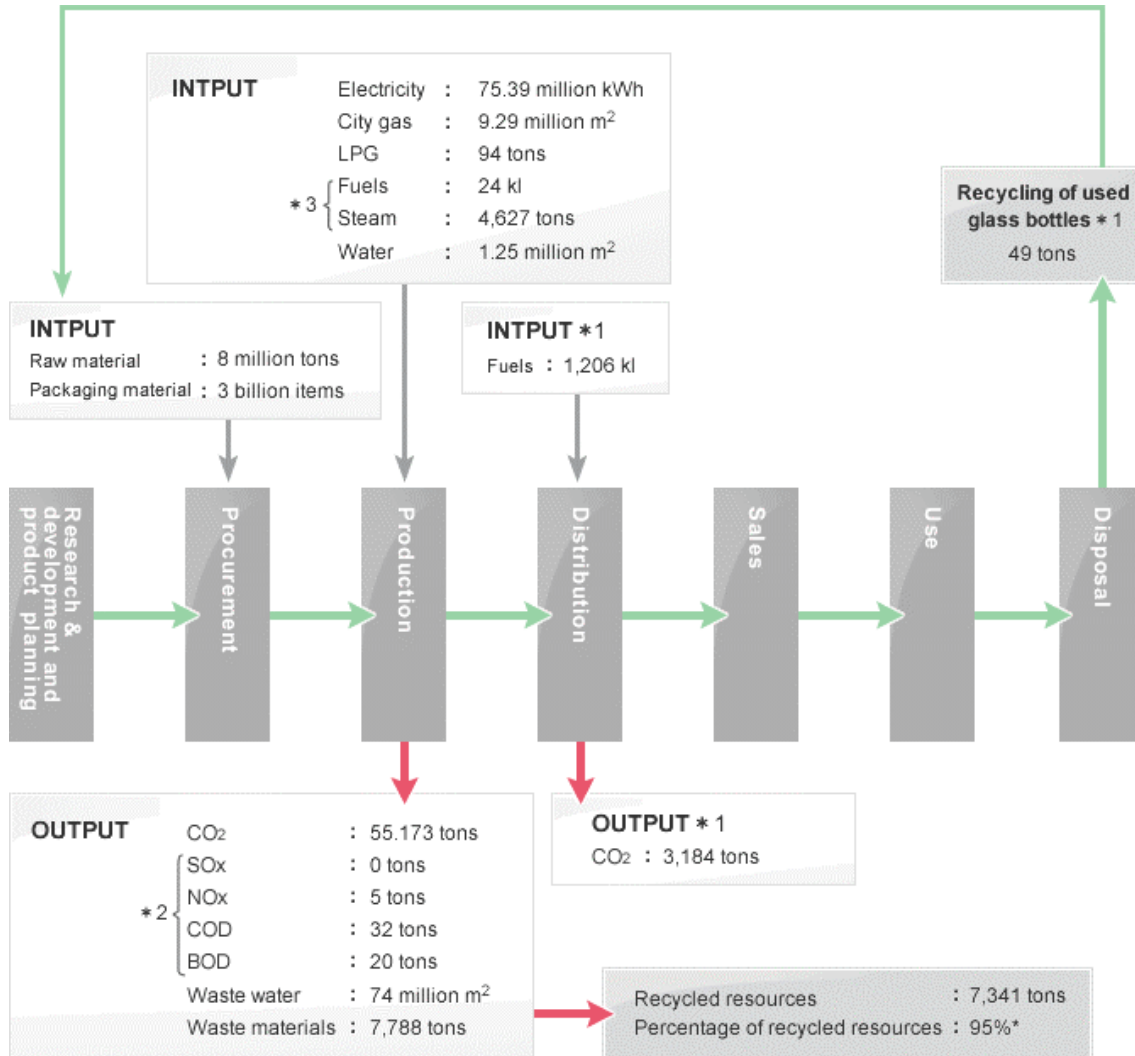 INTPUT
Electricity : 75.39 million kWh
City gas : 9.29 million m²
LPG : 94 tons
*3
Fuels : 24 kl
Steam : 4,627 tons
Water : 1.25 million m²
Recycling of used
glass bottles *1
49 tons
INTPUT
Raw material : 8 million tons
Packaging material : 3 billion items
INTPUT *1
Fuels : 1,206 kl
Research &
development and
product planning
Procurement
Production
Distribution
Sales
Use
Disposal
OUTPUT
CO₂ : 55.173 tons
*2
SOx : 0 tons
NOx : 5 tons
COD : 32 tons
BOD : 20 tons
Waste water : 74 million m²
Waste materials : 7,788 tons
OUTPUT *1
CO₂ : 3,184 tons
Recycled resources : 7,341 tons
Percentage of recycled resources : 95%*